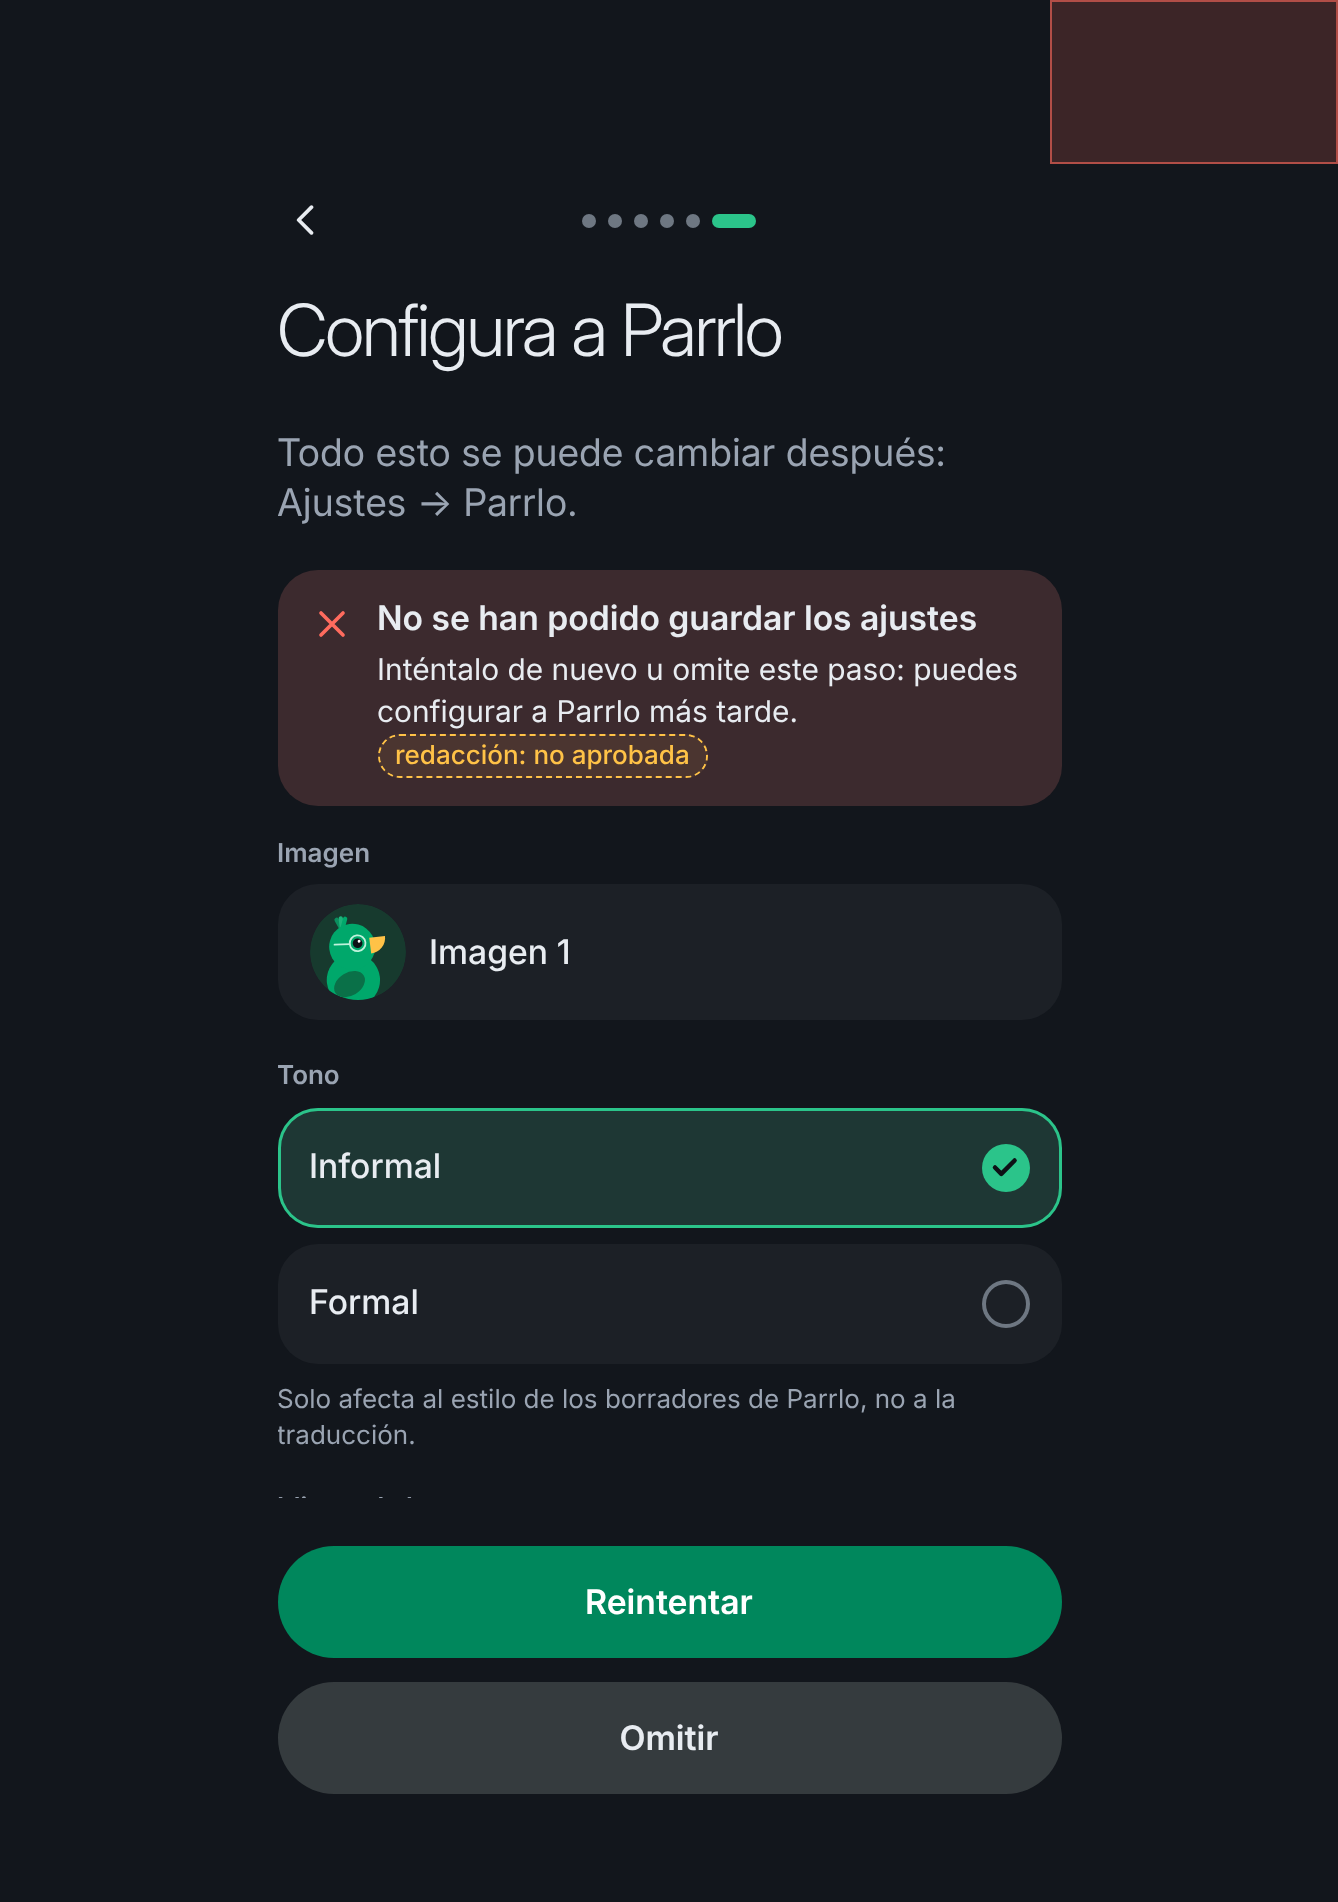 Configura a Parrlo
Todo esto se puede cambiar después:
Ajustes → Parrlo.
No se han podido guardar los ajustes
Inténtalo de nuevo u omite este paso: puedes
configurar a Parrlo más tarde.
redacción: no aprobada
Imagen
Imagen 1
Tono
Informal
Formal
Solo afecta al estilo de los borradores de Parrlo, no a la
traducción.
Reintentar
Omitir